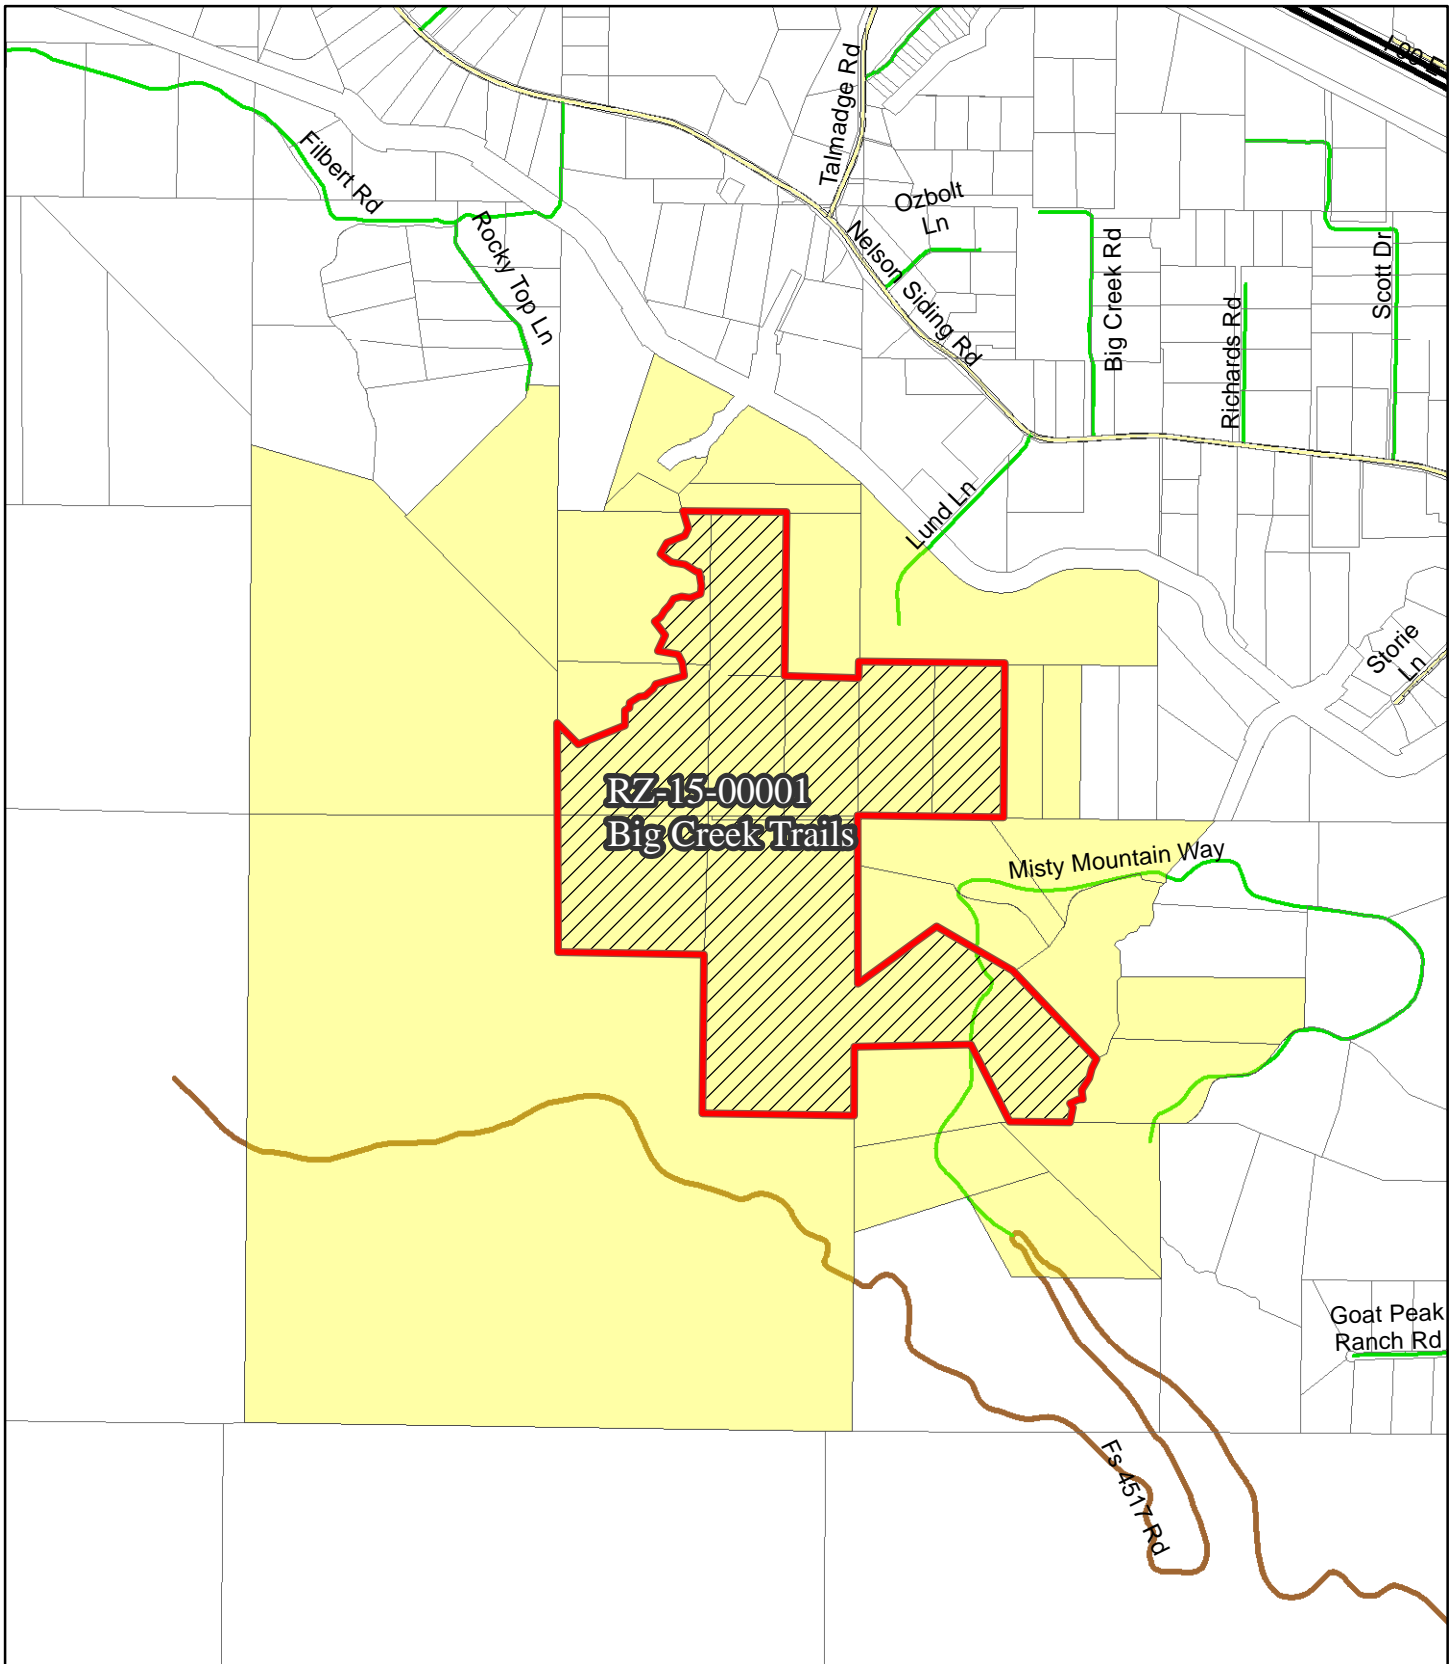 I-90 E
Talmadge Rd
Filbert Rd
Ozbolt
Ln
Rocky Top Ln
Nelson Siding Rd
Big Creek Rd
Scott Dr
Richards Rd
Lund Ln
Storie
Ln
RZ-15-00001
Big Creek Trails
Misty Mountain Way
Goat Peak
Ranch Rd
Fs 4517 Rd